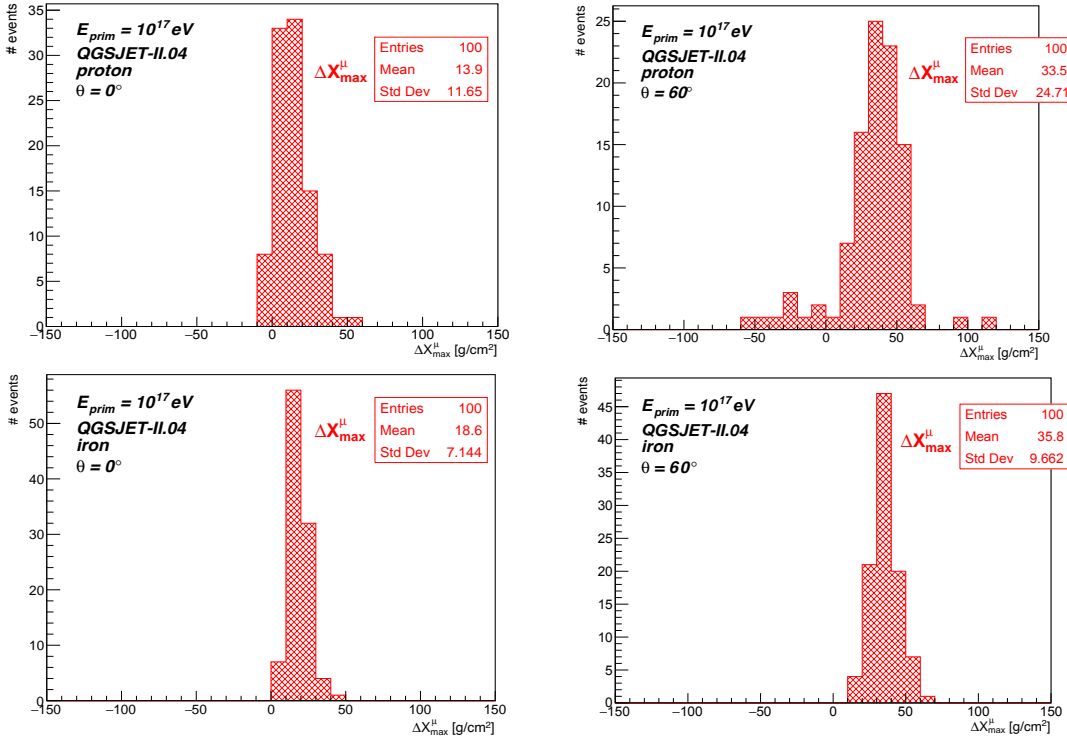 # events
35
30
25
20
15
10
5
0
E_prim = 10^17 eV
QGSJET-II.04
proton
θ = 0°
ΔX^μ_max
Entries 100
Mean 13.9
Std Dev 11.65
−150 −100 −50 0 50 100 150
ΔX^μ_max [g/cm²]
# events
25
20
15
10
5
0
E_prim = 10^17 eV
QGSJET-II.04
proton
θ = 60°
ΔX^μ_max
Entries 100
Mean 33.5
Std Dev 24.71
−150 −100 −50 0 50 100 150
ΔX^μ_max [g/cm²]
# events
50
40
30
20
10
0
E_prim = 10^17 eV
QGSJET-II.04
iron
θ = 0°
ΔX^μ_max
Entries 100
Mean 18.6
Std Dev 7.144
−150 −100 −50 0 50 100 150
ΔX^μ_max [g/cm²]
# events
45
40
35
30
25
20
15
10
5
0
E_prim = 10^17 eV
QGSJET-II.04
iron
θ = 60°
ΔX^μ_max
Entries 100
Mean 35.8
Std Dev 9.662
−150 −100 −50 0 50 100 150
ΔX^μ_max [g/cm²]